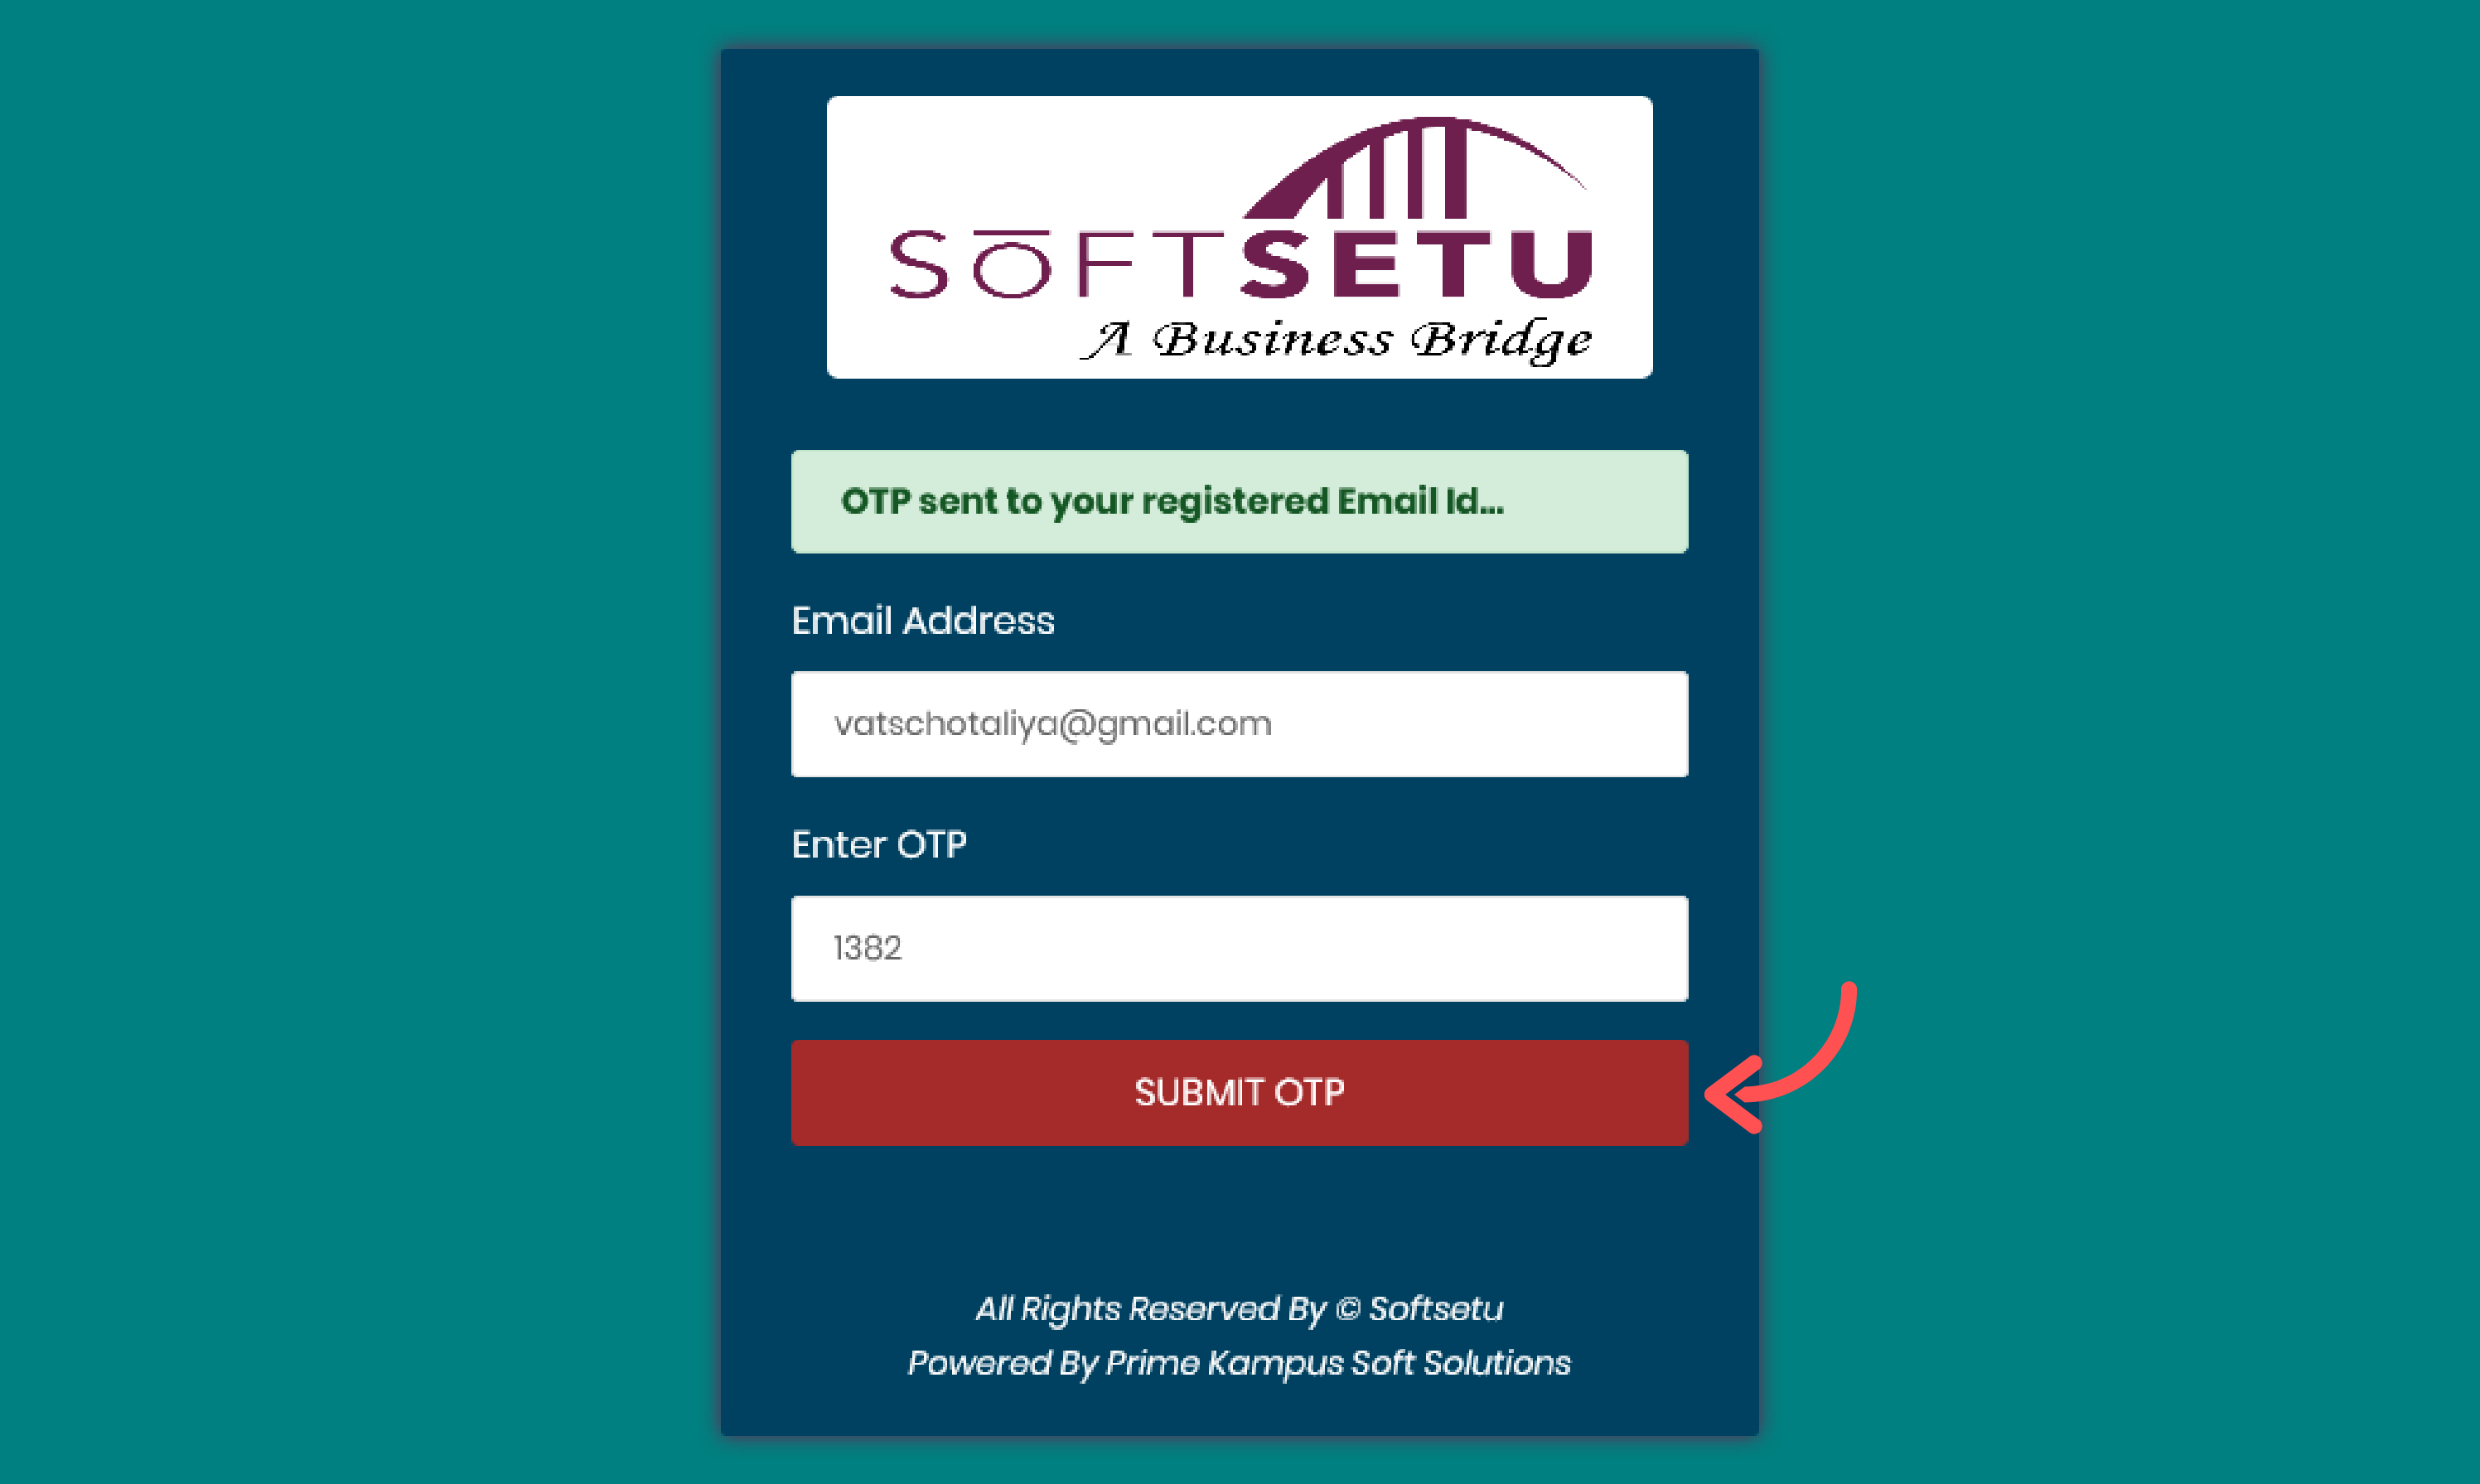 SŌFTSETU
A Business Bridge
OTP sent to your registered Email Id...
Email Address
vatschotaliya@gmail.com
Enter OTP
1382
SUBMIT OTP
All Rights Reserved By © Softsetu
Powered By Prime Kampus Soft Solutions